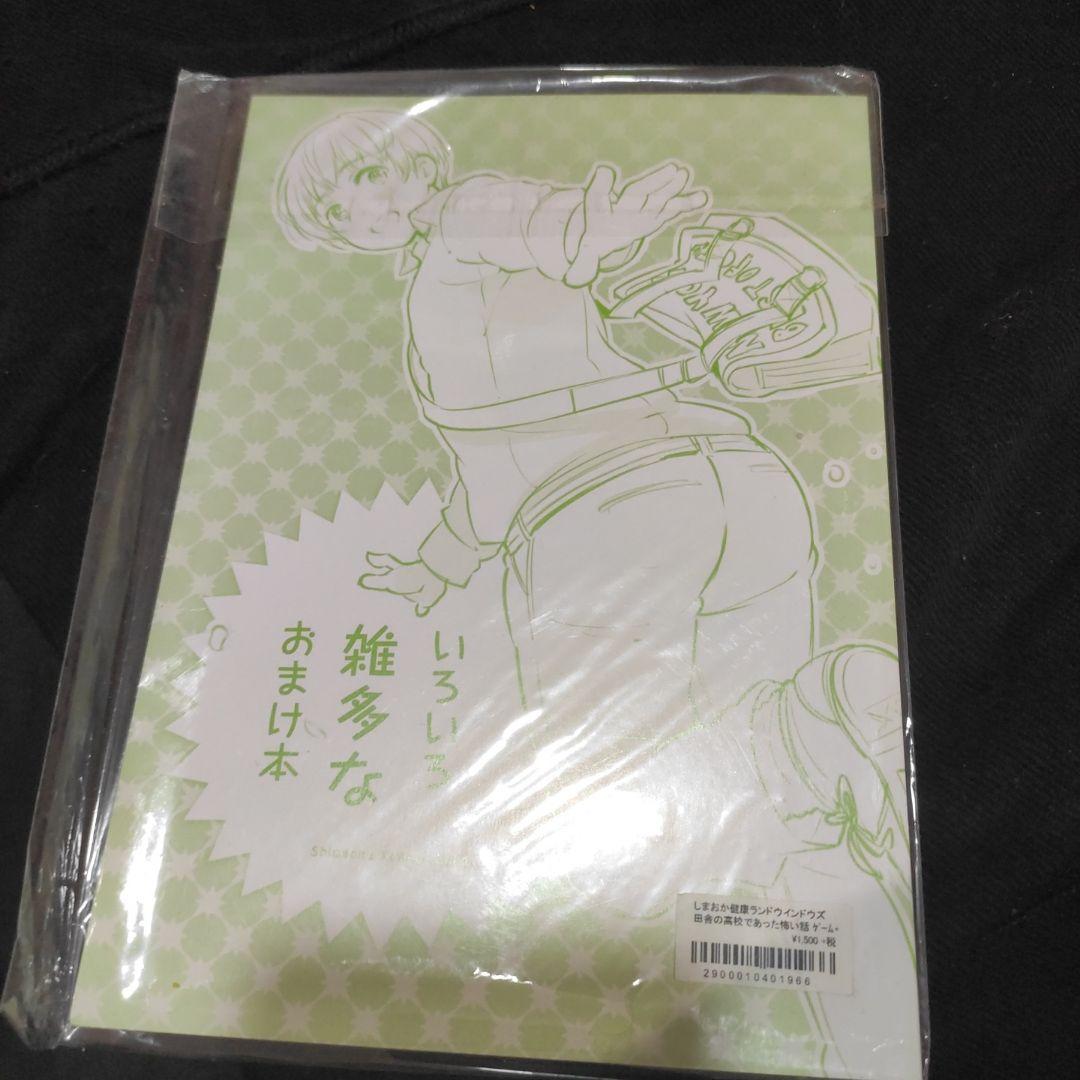 いろいろ
雑多な
おまけ本
しまおか健康ランドウインドウズ
田舎の高校であった怖い話 ゲーム+
¥1,500 +税
2900010401966